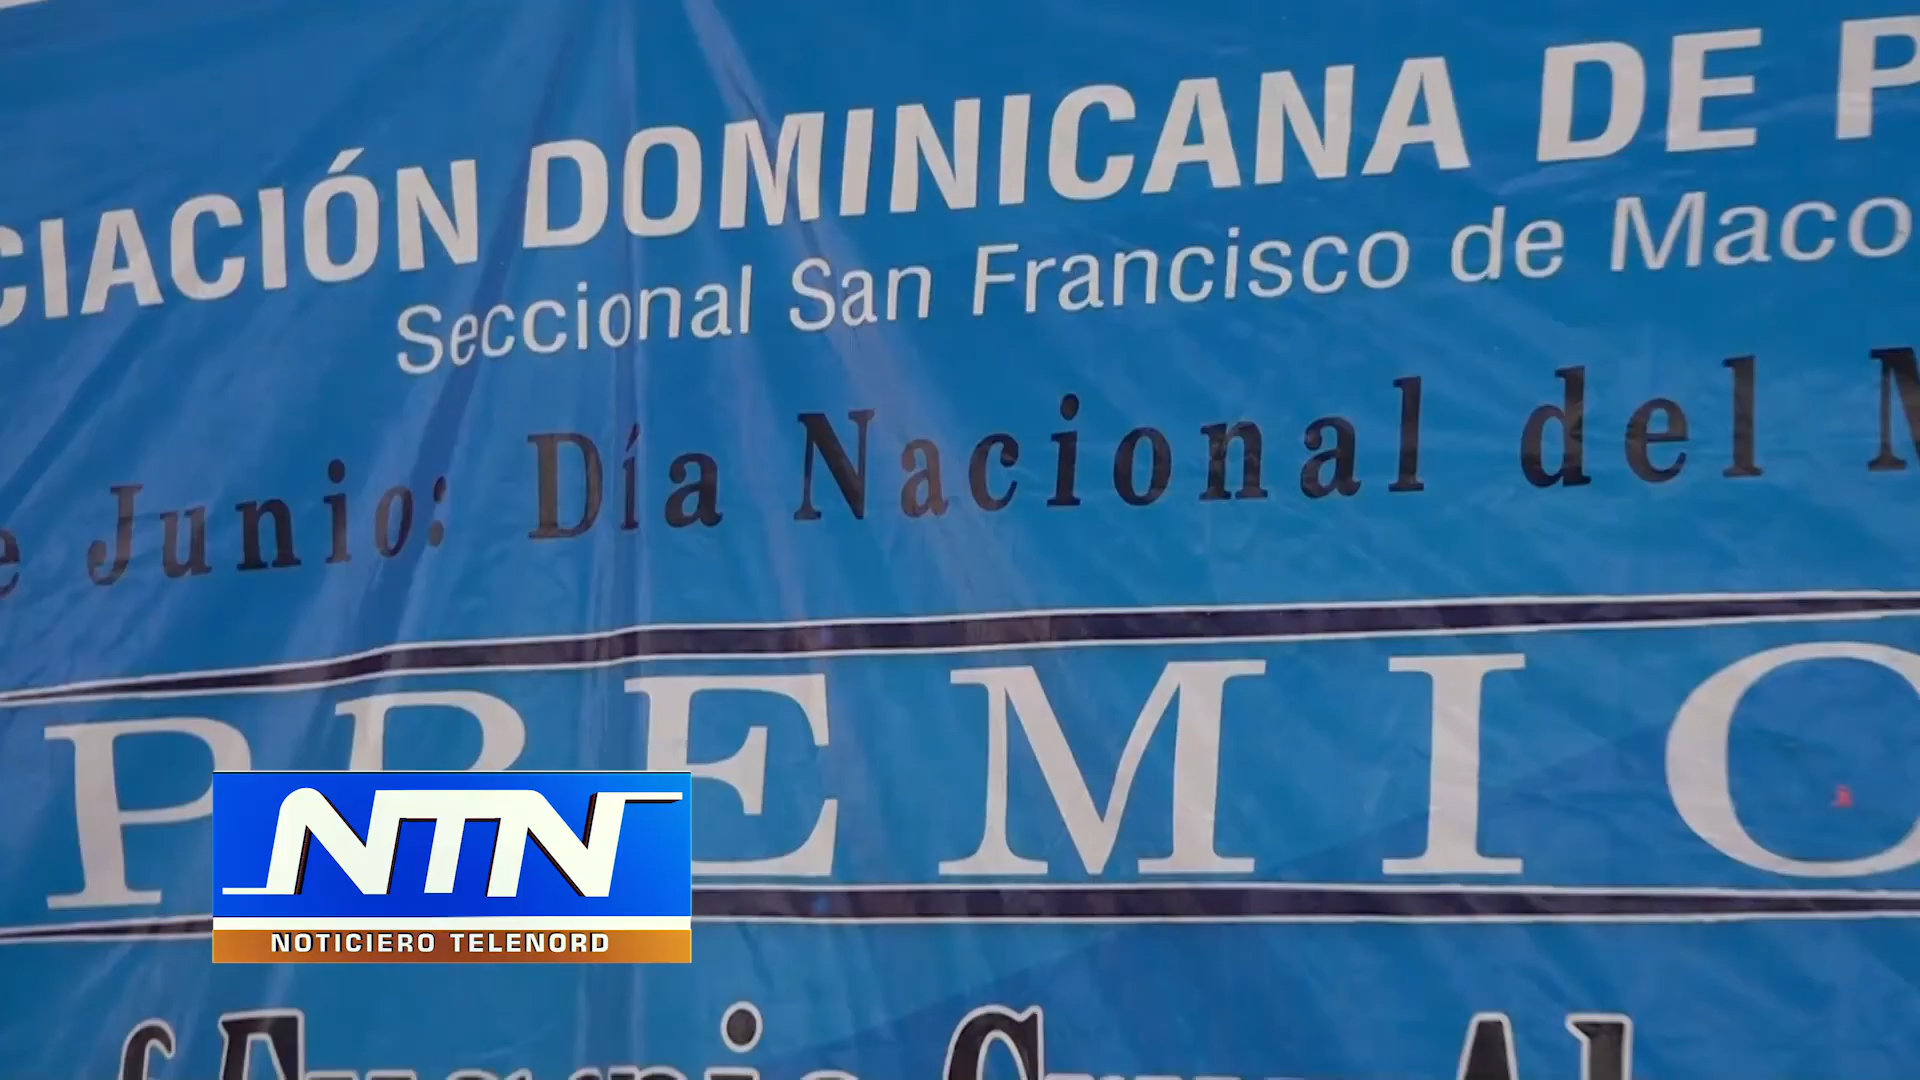 CIACIÓN DOMINICANA DE P
Seccional San Francisco de Maco
e Junio: Día Nacional del M
PREMIO
NTN
NOTICIERO TELENORD